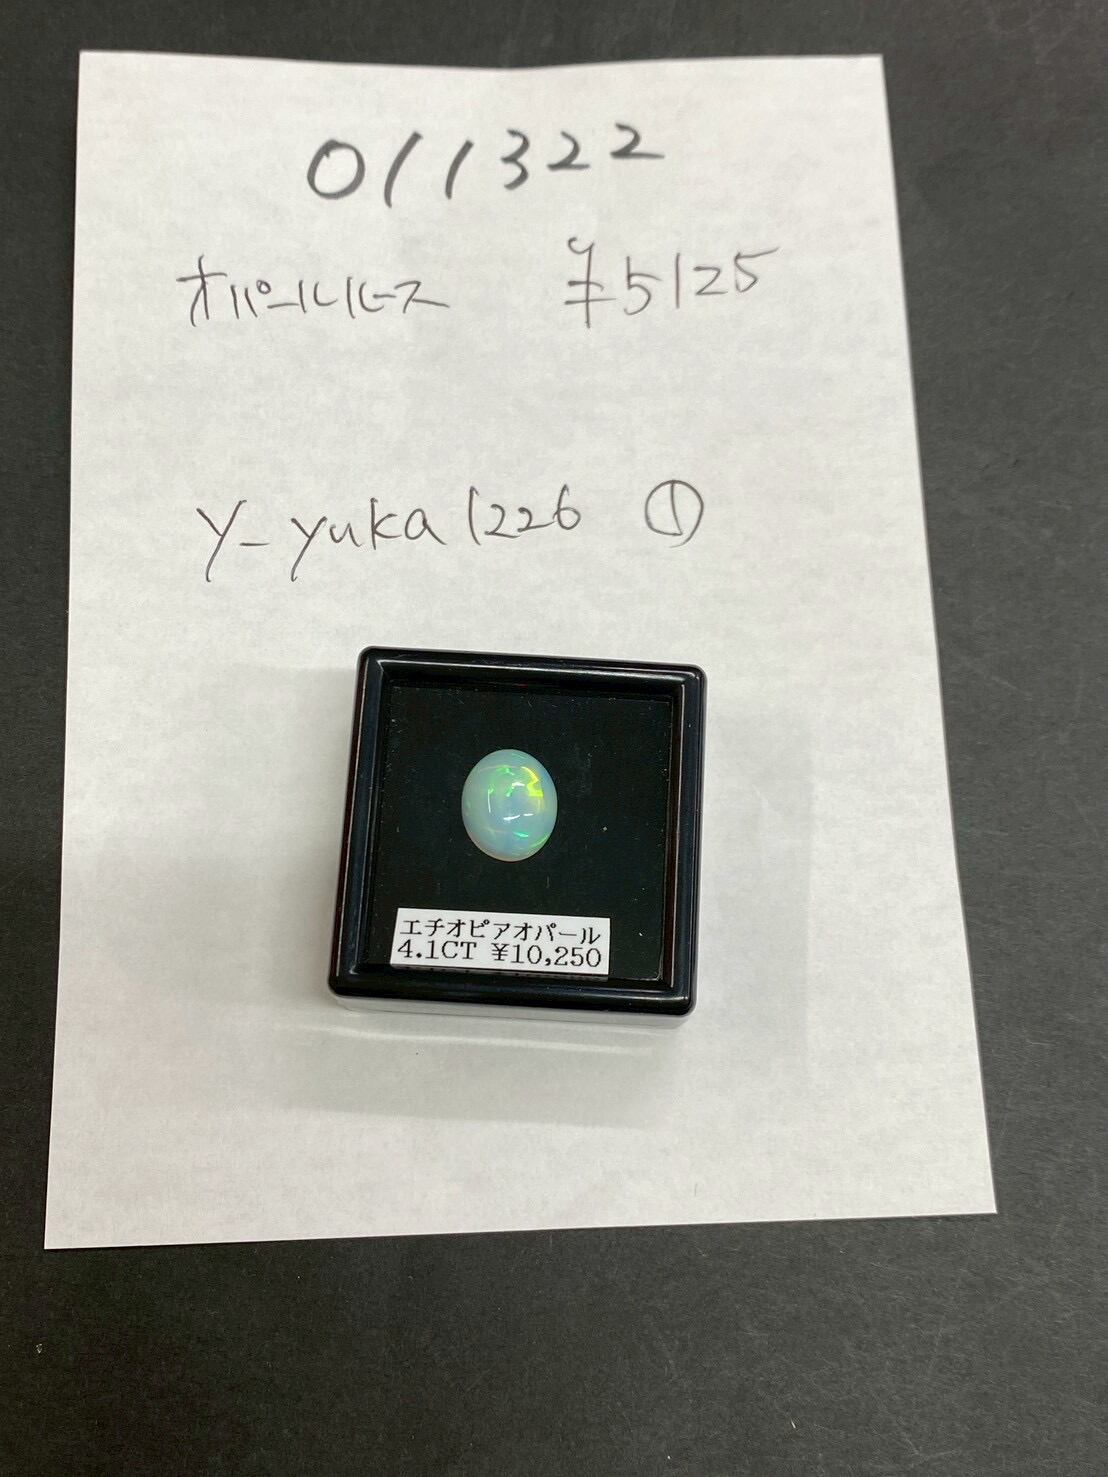 011322
オパールルース ¥5125
y_yuka1226 ①
エチオピアオパール
4.1CT ¥10,250